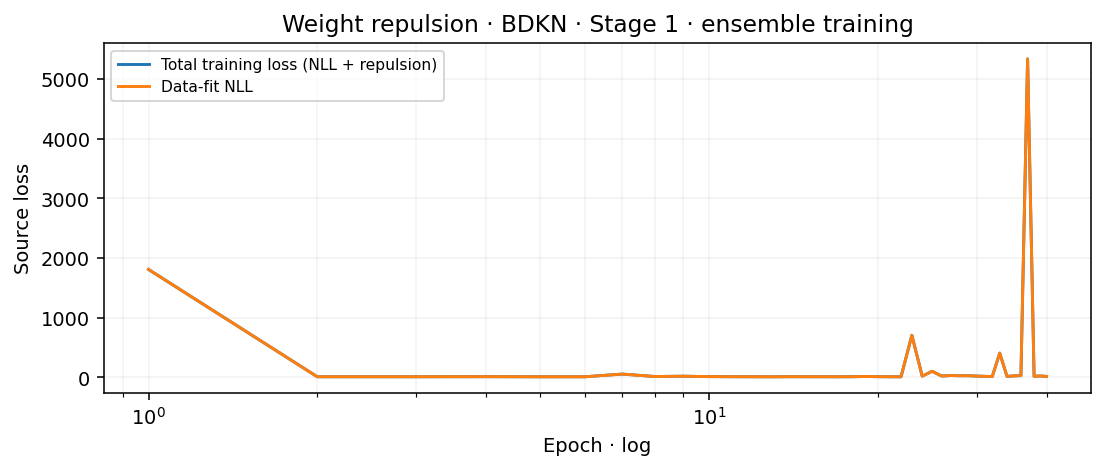 Weight repulsion · BDKN · Stage 1 · ensemble training
Total training loss (NLL + repulsion)
Data-fit NLL
Source loss
5000
4000
3000
2000
1000
0
10⁰
10¹
Epoch · log